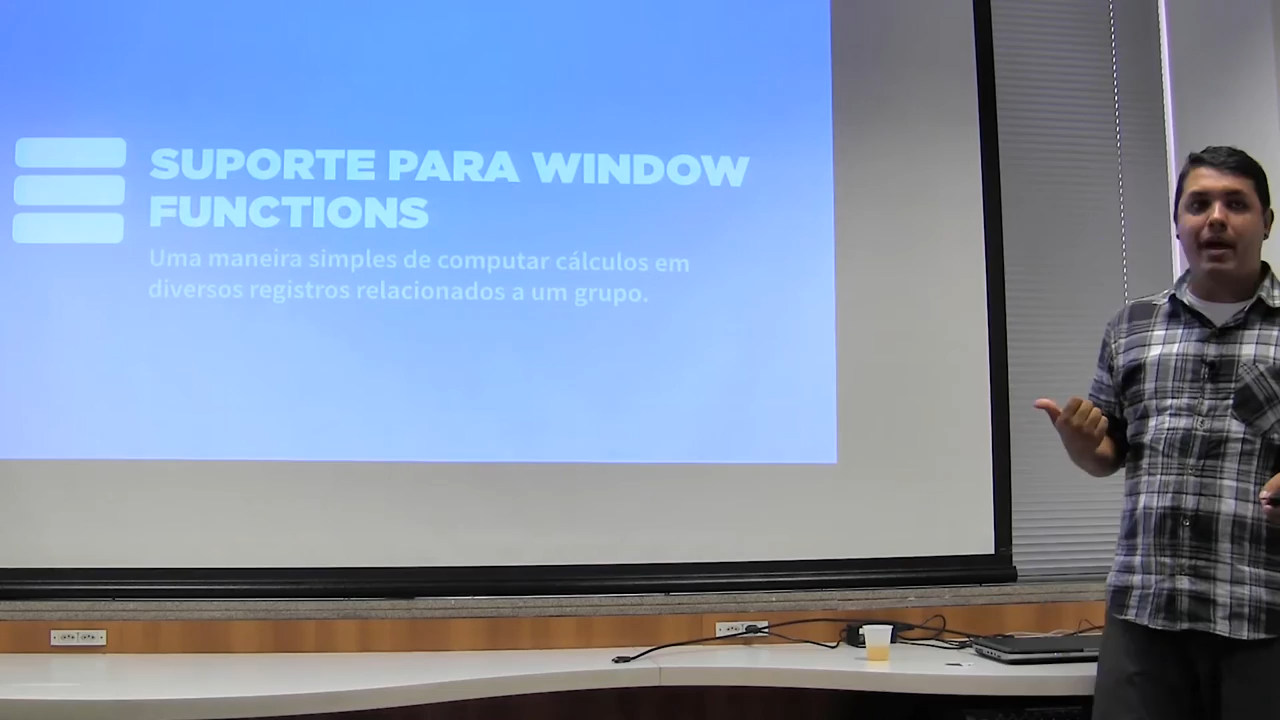 SUPORTE PARA WINDOW
FUNCTIONS
Uma maneira simples de computar cálculos em
diversos registros relacionados a um grupo.